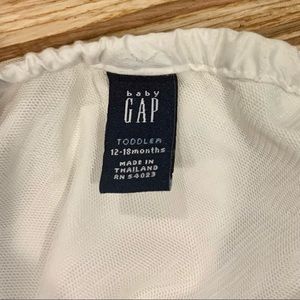 baby
GAP
TODDLER
12-18months
MADE IN
THAILAND
RN 54023